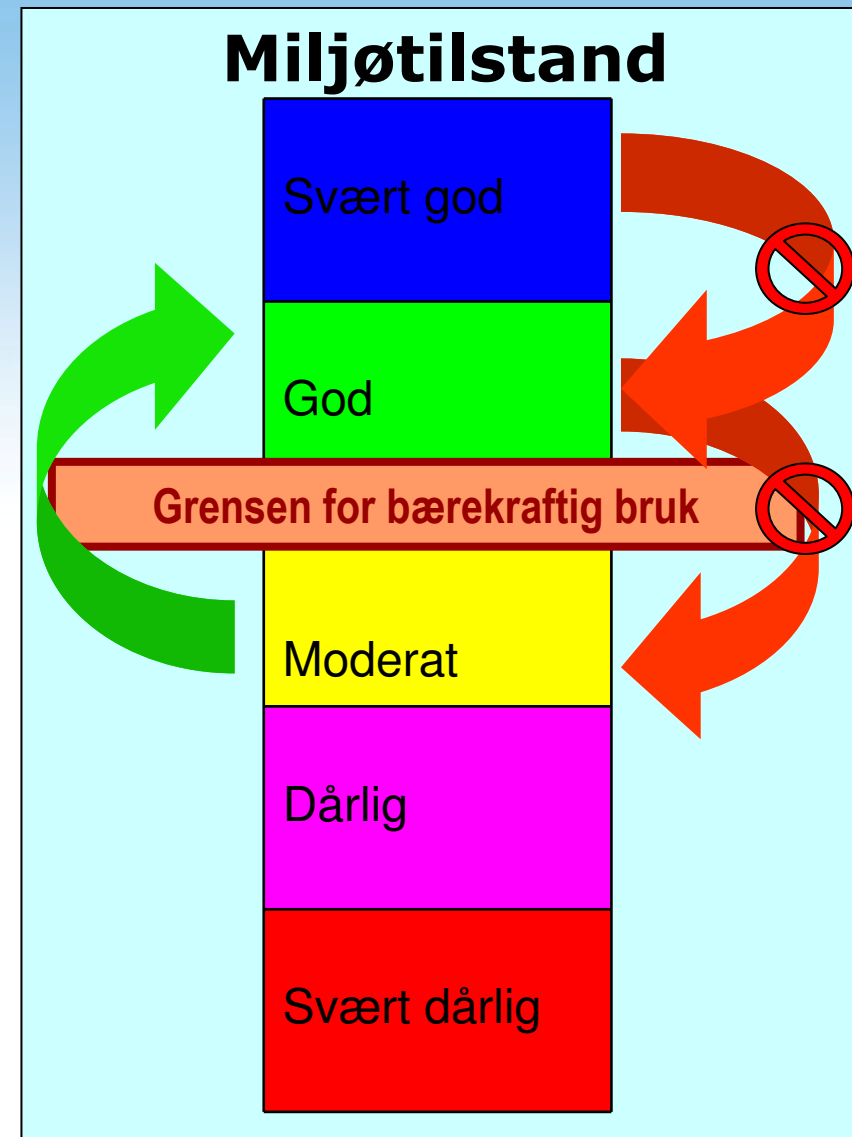 Miljøtilstand
Svært god
God
Grensen for bærekraftig bruk
Moderat
Dårlig
Svært dårlig